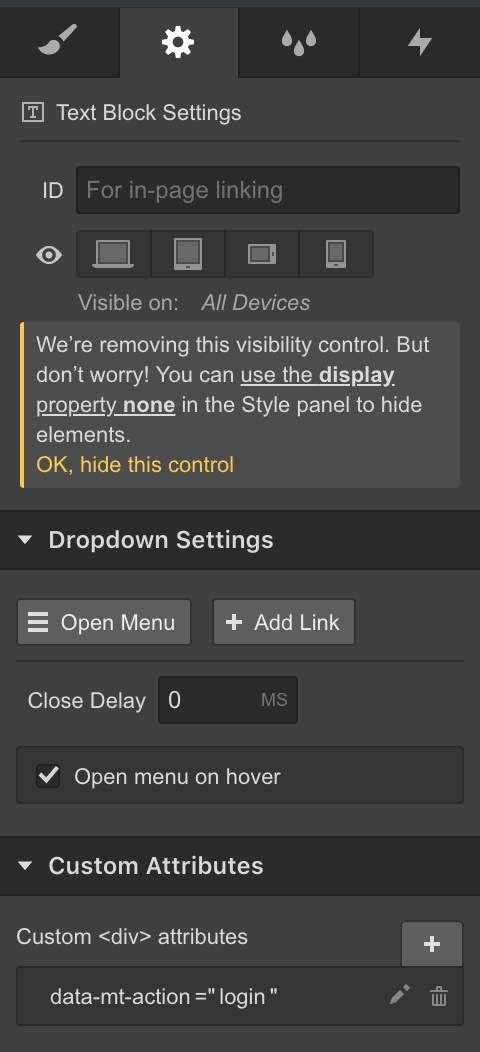 Text Block Settings
ID For in-page linking
Visible on: All Devices
We’re removing this visibility control. But
don’t worry! You can use the display
property none in the Style panel to hide
elements.
OK, hide this control
Dropdown Settings
Open Menu Add Link
Close Delay 0 MS
Open menu on hover
Custom Attributes
Custom <div> attributes
data-mt-action="login"